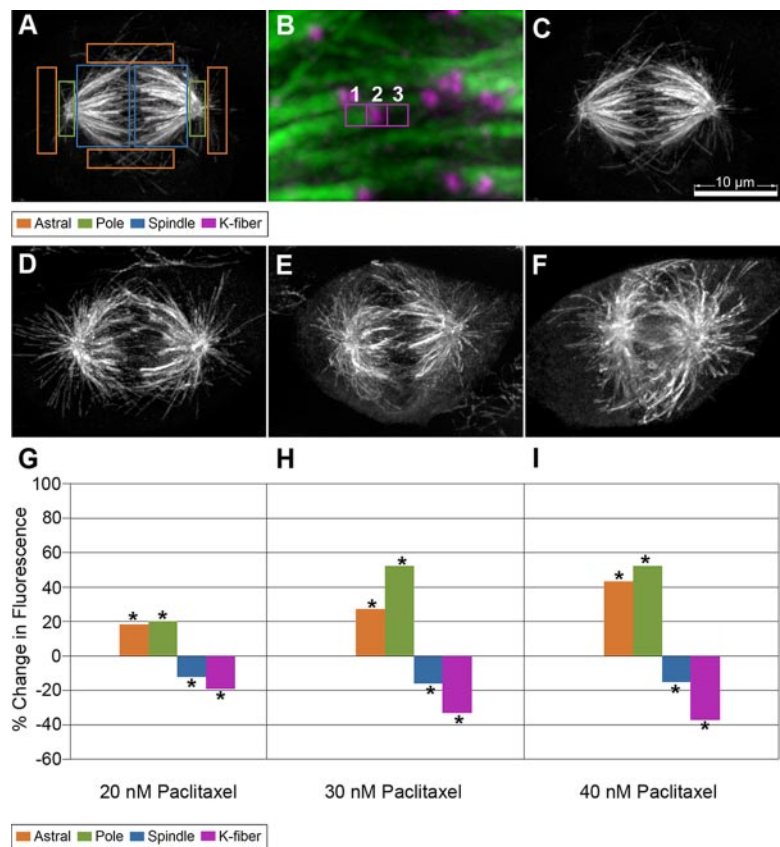 A
B
1 2 3
C
10 µm
Astral Pole Spindle K-fiber
D
E
F
G
H
I
100
80
60
40
20
0
-20
-40
-60
% Change in Fluorescence
* * * *
* * * *
* * * *
20 nM Paclitaxel
30 nM Paclitaxel
40 nM Paclitaxel
Astral Pole Spindle K-fiber